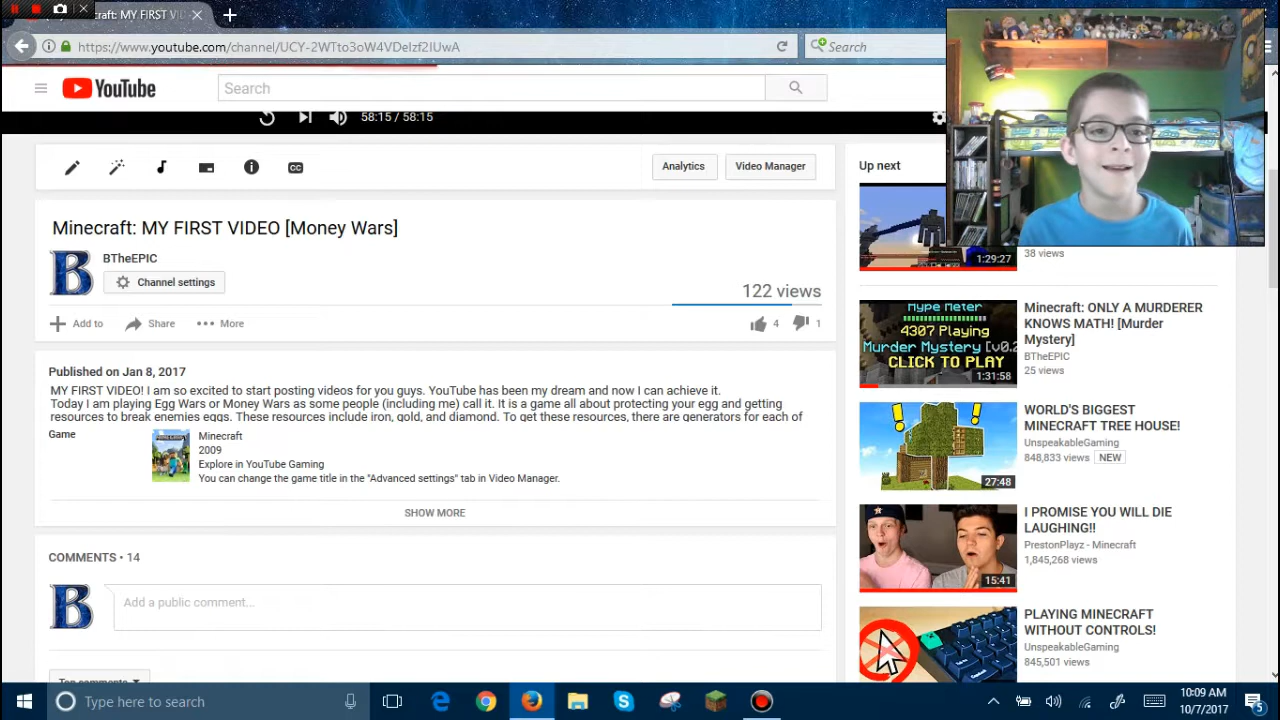 craft: MY FIRST VID
https://www.youtube.com/channel/UCY-2WTto3oW4VDeIzf2IUwA
Search
YouTube
Search
58:15 / 58:15
Analytics
Video Manager
Up next
Minecraft: MY FIRST VIDEO [Money Wars]
BTheEPIC
Channel settings
122 views
Add to
Share
More
4
1
Published on Jan 8, 2017
MY FIRST VIDEO! I am so excited to start posting videos for you guys. YouTube has been my dream and now I can achieve it.
Today I am playing Egg Wars or Money Wars as some people (including me) call it. It is a game all about protecting your egg and getting
resources to break enemies eggs. These resources include iron, gold, and diamond. To get these resources, there are generators for each of
Game
Minecraft
2009
Explore in YouTube Gaming
You can change the game title in the "Advanced settings" tab in Video Manager.
SHOW MORE
COMMENTS • 14
Add a public comment...
Top comments
1:29:27
38 views
Hype Meter
4307 Playing
Murder Mystery [v0.2
CLICK TO PLAY
1:31:58
Minecraft: ONLY A MURDERER
KNOWS MATH! [Murder
Mystery]
BTheEPIC
25 views
27:48
WORLD'S BIGGEST
MINECRAFT TREE HOUSE!
UnspeakableGaming
848,833 views
NEW
15:41
I PROMISE YOU WILL DIE
LAUGHING!!
PrestonPlayz - Minecraft
1,845,268 views
PLAYING MINECRAFT
WITHOUT CONTROLS!
UnspeakableGaming
845,501 views
Type here to search
10:09 AM
10/7/2017
5